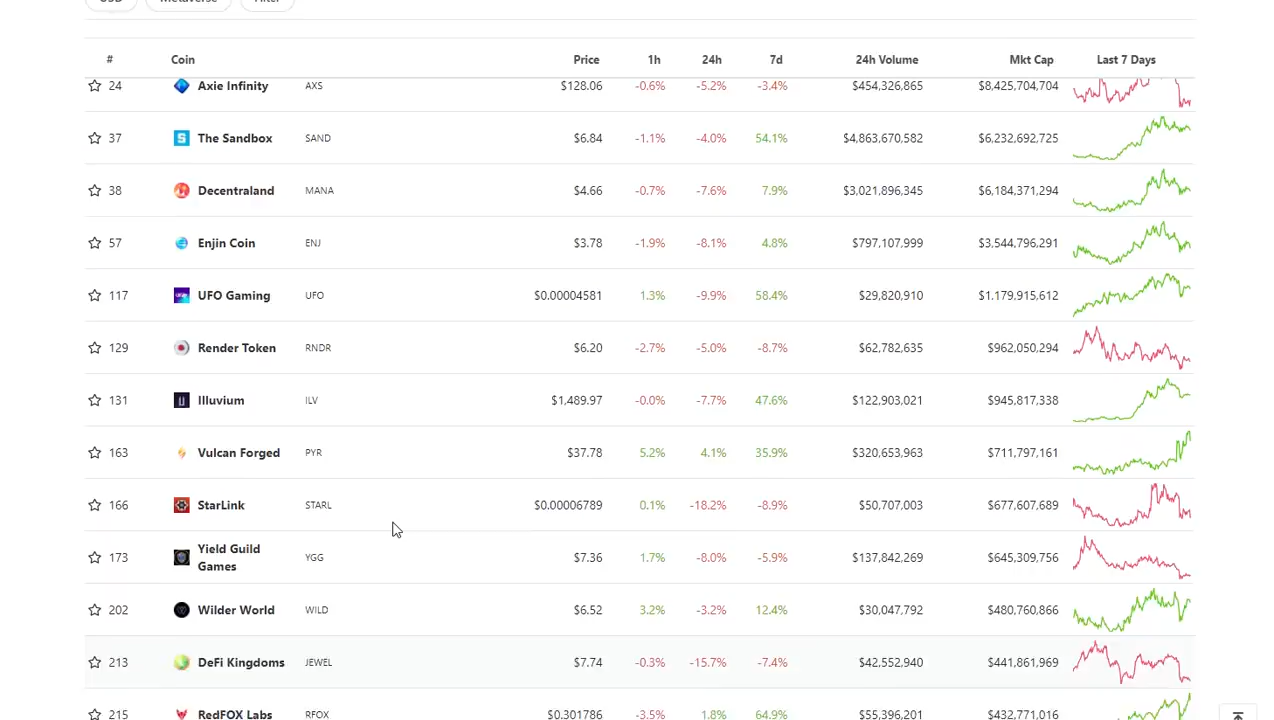 USD Metaverse Filter
# Coin Price 1h 24h 7d 24h Volume Mkt Cap Last 7 Days
24 Axie Infinity AXS $128.06 -0.6% -5.2% -3.4% $454,326,865 $8,425,704,704
37 The Sandbox SAND $6.84 -1.1% -4.0% 54.1% $4,863,670,582 $6,232,692,725
38 Decentraland MANA $4.66 -0.7% -7.6% 7.9% $3,021,896,345 $6,184,371,294
57 Enjin Coin ENJ $3.78 -1.9% -8.1% 4.8% $797,107,999 $3,544,796,291
117 UFO Gaming UFO $0.00004581 1.3% -9.9% 58.4% $29,820,910 $1,179,915,612
129 Render Token RNDR $6.20 -2.7% -5.0% -8.7% $62,782,635 $962,050,294
131 Illuvium ILV $1,489.97 -0.0% -7.7% 47.6% $122,903,021 $945,817,338
163 Vulcan Forged PYR $37.78 5.2% 4.1% 35.9% $320,653,963 $711,797,161
166 StarLink STARL $0.00006789 0.1% -18.2% -8.9% $50,707,003 $677,607,689
173 Yield Guild Games YGG $7.36 1.7% -8.0% -5.9% $137,842,269 $645,309,756
202 Wilder World WILD $6.52 3.2% -3.2% 12.4% $30,047,792 $480,760,866
213 DeFi Kingdoms JEWEL $7.74 -0.3% -15.7% -7.4% $42,552,940 $441,861,969
215 RedFOX Labs RFOX $0.301786 -3.5% 1.8% 64.9% $55,396,201 $432,771,016